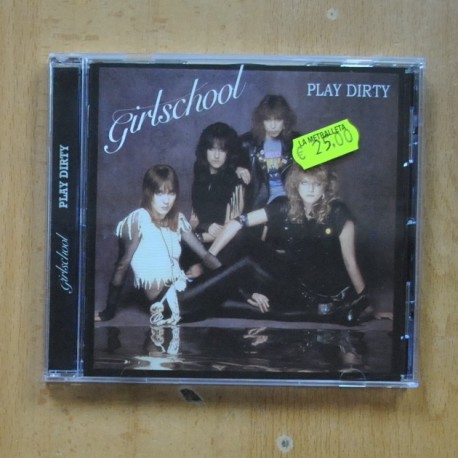 Girlschool
PLAY DIRTY
LA METRALLETA
€ 25,00
Girlschool PLAY DIRTY